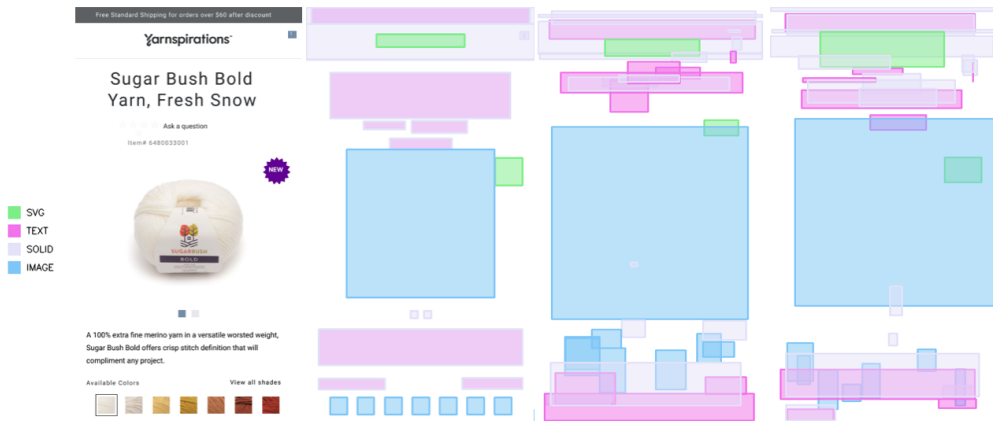 Free Standard Shipping for orders over $60 after discount
Yarnspirations
Sugar Bush Bold
Yarn, Fresh Snow
Ask a question
Item# 6480033001
NEW
SUGARBUSH
BOLD
A 100% extra fine merino yarn in a versatile worsted weight,
Sugar Bush Bold offers crisp stitch definition that will
compliment any project.
Available Colors
View all shades
SVG
TEXT
SOLID
IMAGE